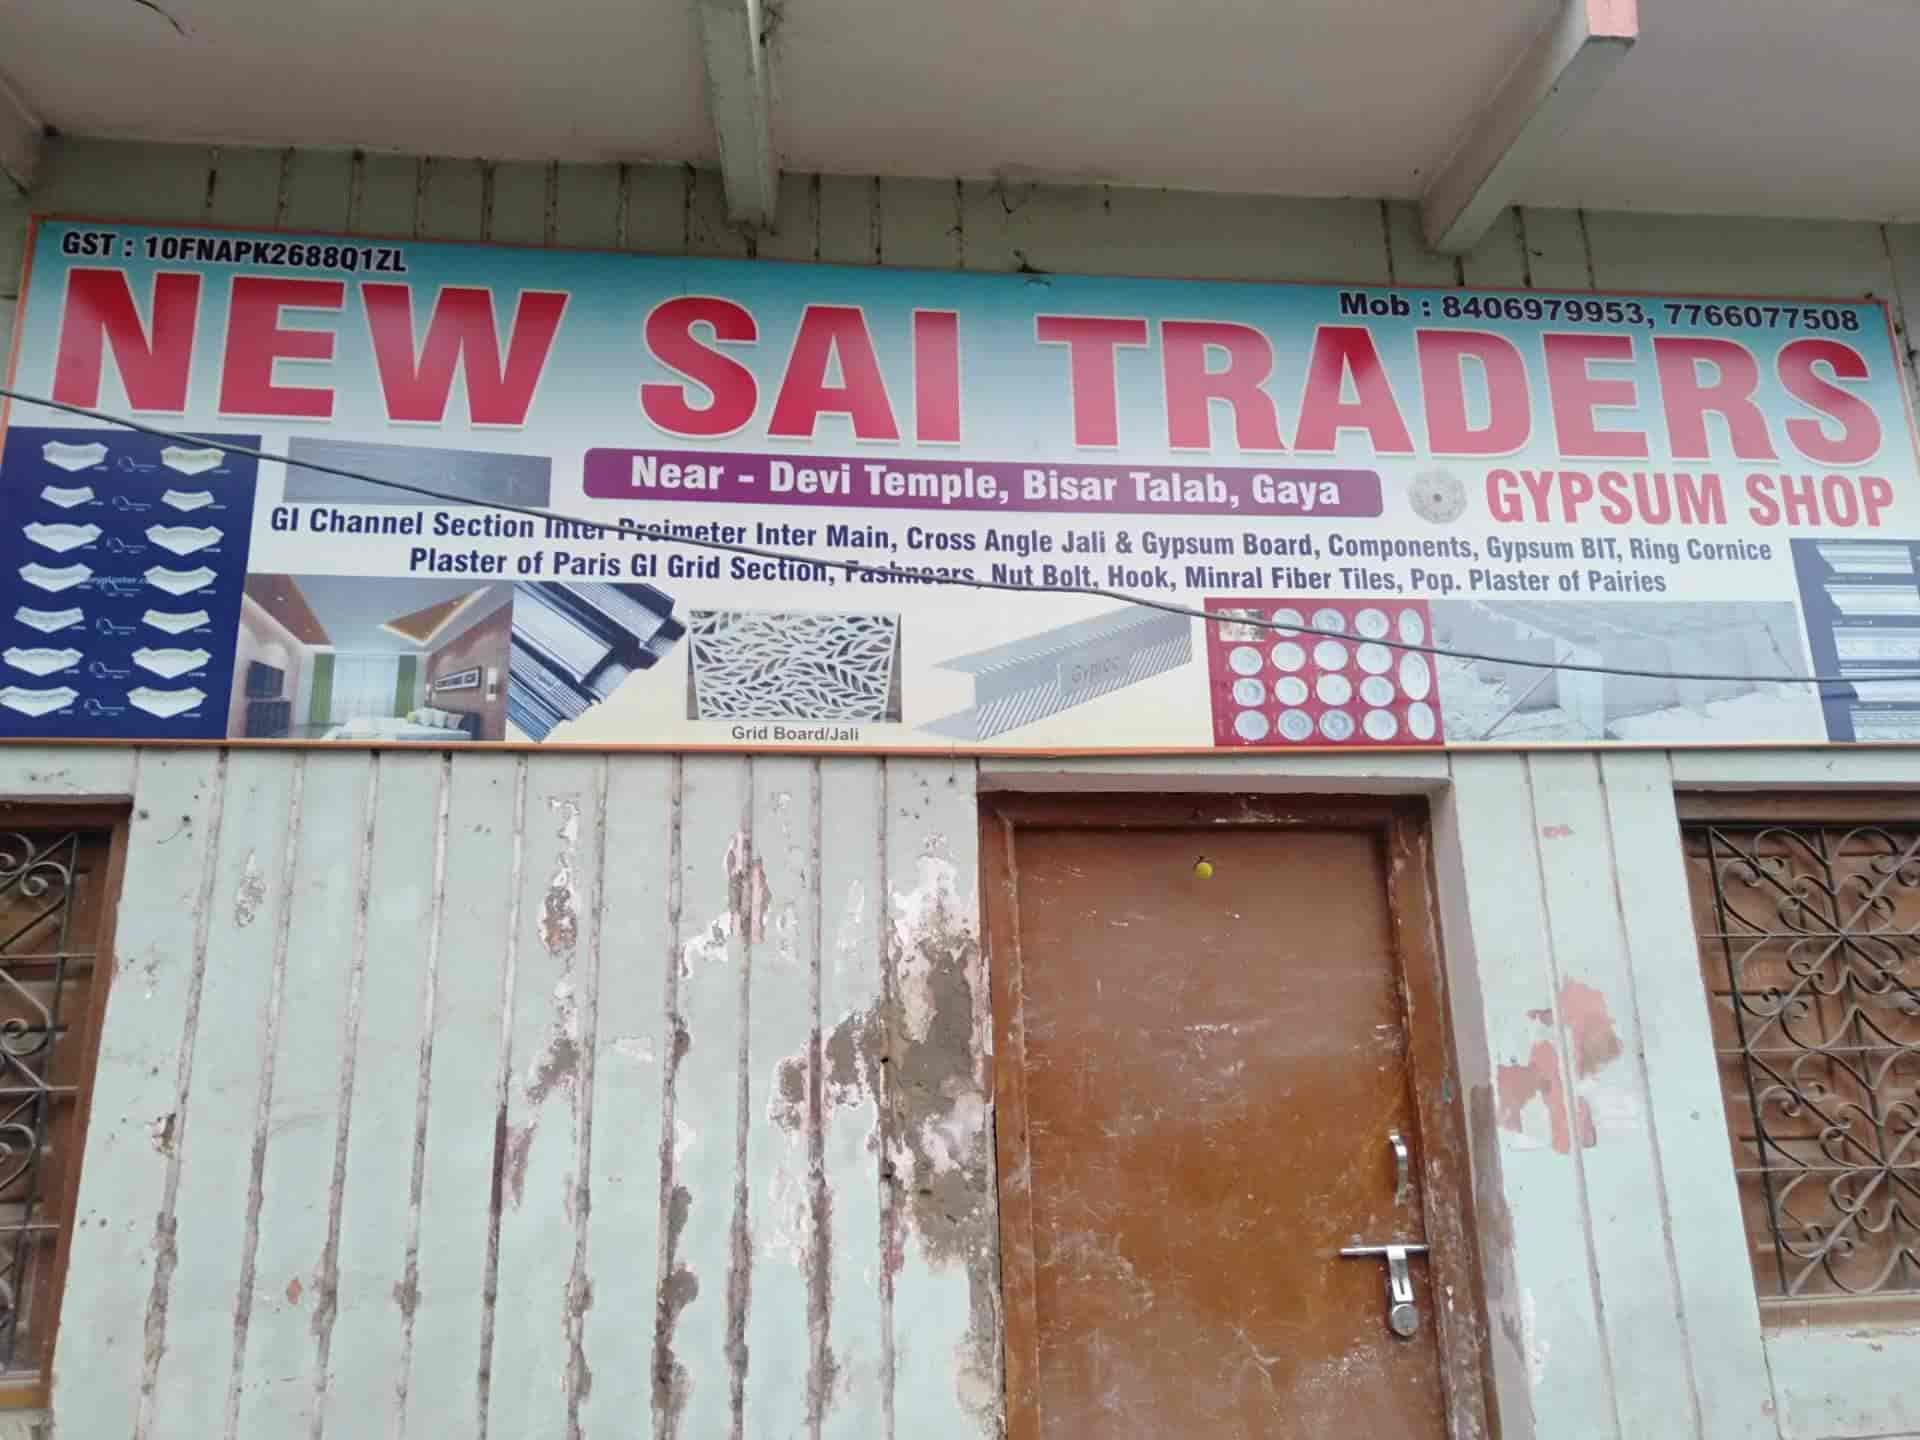 GST : 10FNAPK2688Q1ZL
Mob : 8406979953, 7766077508
NEW SAI TRADERS
Near - Devi Temple, Bisar Talab, Gaya
GYPSUM SHOP
GI Channel Section Inter Preimeter Inter Main, Cross Angle Jali & Gypsum Board, Components, Gypsum BIT, Ring Cornice
Plaster of Paris GI Grid Section, Fashnears, Nut Bolt, Hook, Minral Fiber Tiles, Pop. Plaster of Pairies
Gyproc
Grid Board/Jali